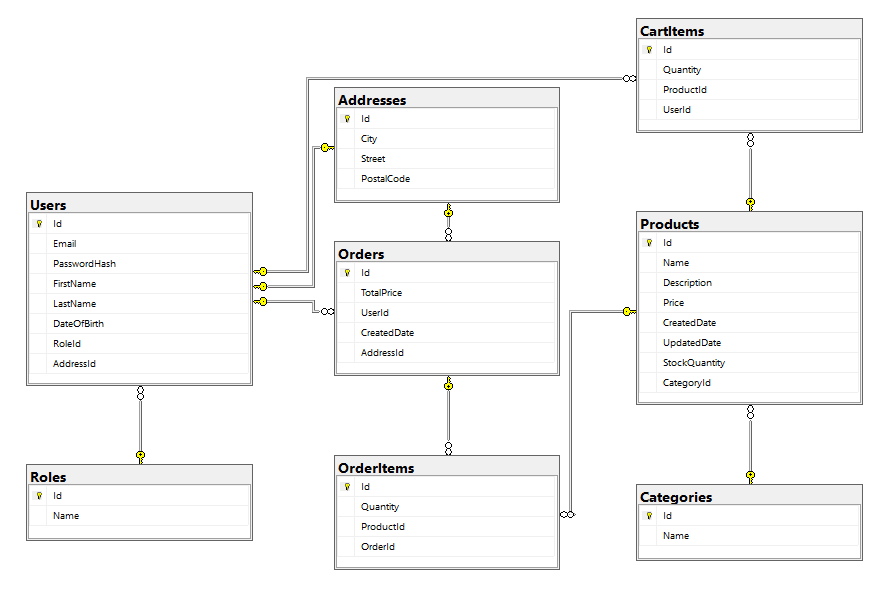 CartItems
Id
Quantity
ProductId
UserId
Addresses
Id
City
Street
PostalCode
Users
Id
Email
PasswordHash
FirstName
LastName
DateOfBirth
RoleId
AddressId
Orders
Id
TotalPrice
UserId
CreatedDate
AddressId
Products
Id
Name
Description
Price
CreatedDate
UpdatedDate
StockQuantity
CategoryId
Roles
Id
Name
OrderItems
Id
Quantity
ProductId
OrderId
Categories
Id
Name